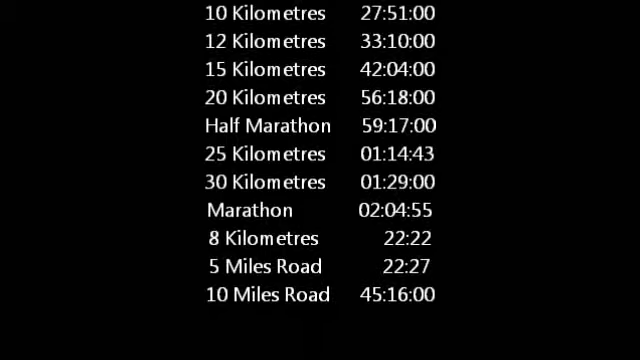 10 Kilometres 27:51:00
12 Kilometres 33:10:00
15 Kilometres 42:04:00
20 Kilometres 56:18:00
Half Marathon 59:17:00
25 Kilometres 01:14:43
30 Kilometres 01:29:00
Marathon 02:04:55
8 Kilometres 22:22
5 Miles Road 22:27
10 Miles Road 45:16:00